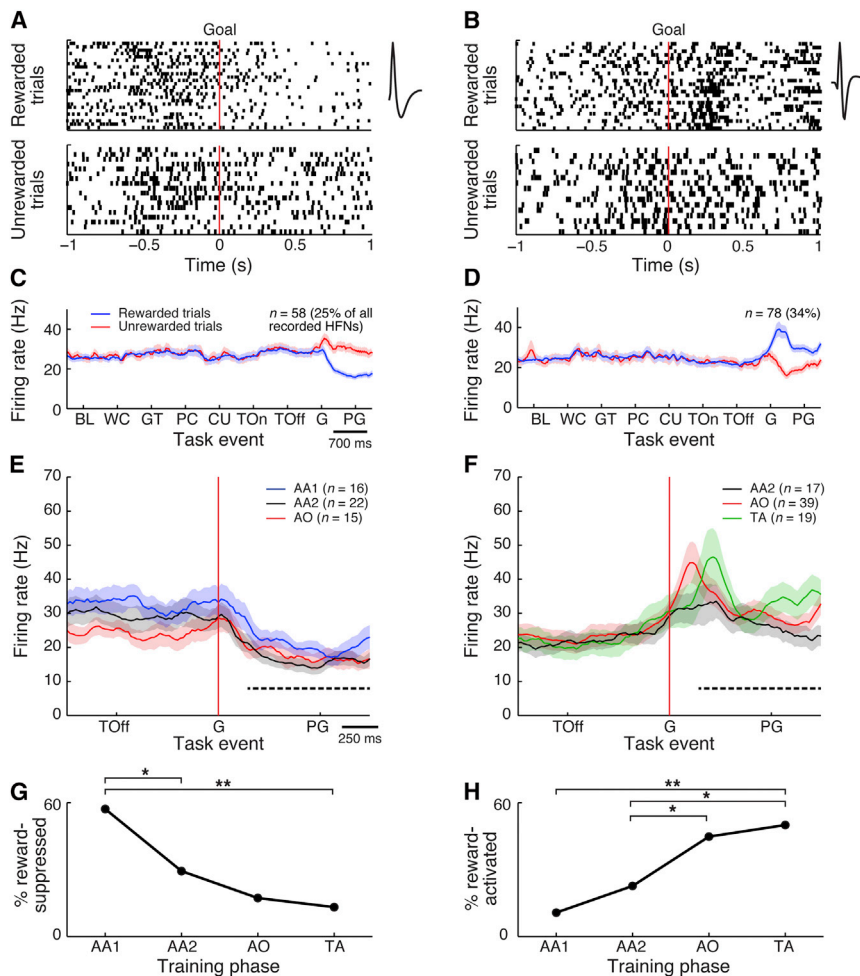 A
Goal
Rewarded
trials
Unrewarded
trials
−1
−0.5
0
0.5
1
Time (s)
B
Goal
Rewarded
trials
Unrewarded
trials
−1
−0.5
0
0.5
1
Time (s)
C
Firing rate (Hz)
40
20
0
Rewarded trials
Unrewarded trials
n = 58 (25% of all
recorded HFNs)
BL WC GT PC CU TOn TOff G PG
Task event
700 ms
D
Firing rate (Hz)
40
20
0
n = 78 (34%)
BL WC GT PC CU TOn TOff G PG
Task event
E
Firing rate (Hz)
70
60
50
40
30
20
10
0
AA1 (n = 16)
AA2 (n = 22)
AO (n = 15)
TOff G PG
Task event
250 ms
F
Firing rate (Hz)
70
60
50
40
30
20
10
0
AA2 (n = 17)
AO (n = 39)
TA (n = 19)
TOff G PG
Task event
G
% reward-
suppressed
60
0
*
**
AA1 AA2 AO TA
Training phase
H
% reward-
activated
60
0
**
*
*
AA1 AA2 AO TA
Training phase